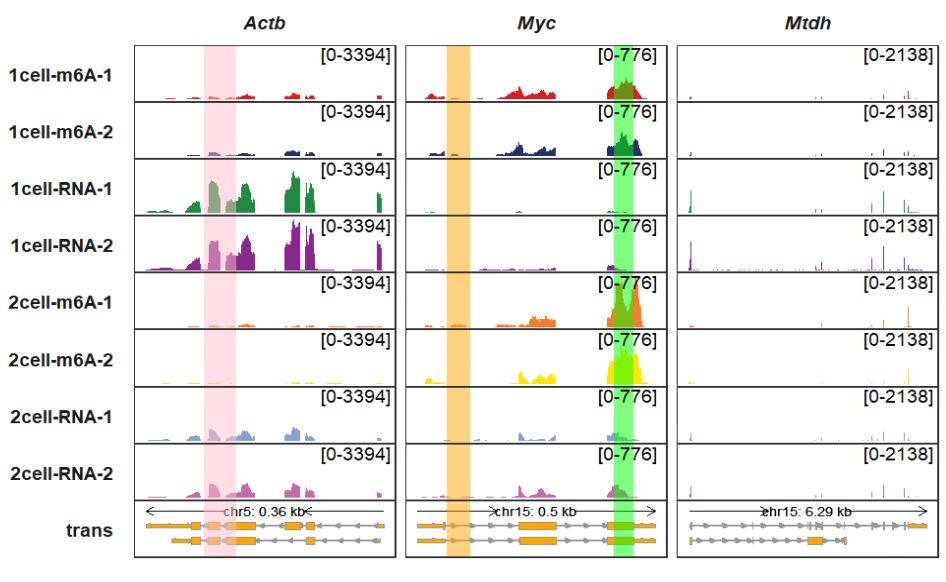 Actb Myc Mtdh
1cell-m6A-1 [0-3394] [0-776] [0-2138]
1cell-m6A-2 [0-3394] [0-776] [0-2138]
1cell-RNA-1 [0-3394] [0-776] [0-2138]
1cell-RNA-2 [0-3394] [0-776] [0-2138]
2cell-m6A-1 [0-3394] [0-776] [0-2138]
2cell-m6A-2 [0-3394] [0-776] [0-2138]
2cell-RNA-1 [0-3394] [0-776] [0-2138]
2cell-RNA-2 [0-3394] [0-776] [0-2138]
trans chr5: 0.36 kb chr15: 0.5 kb chr15: 6.29 kb